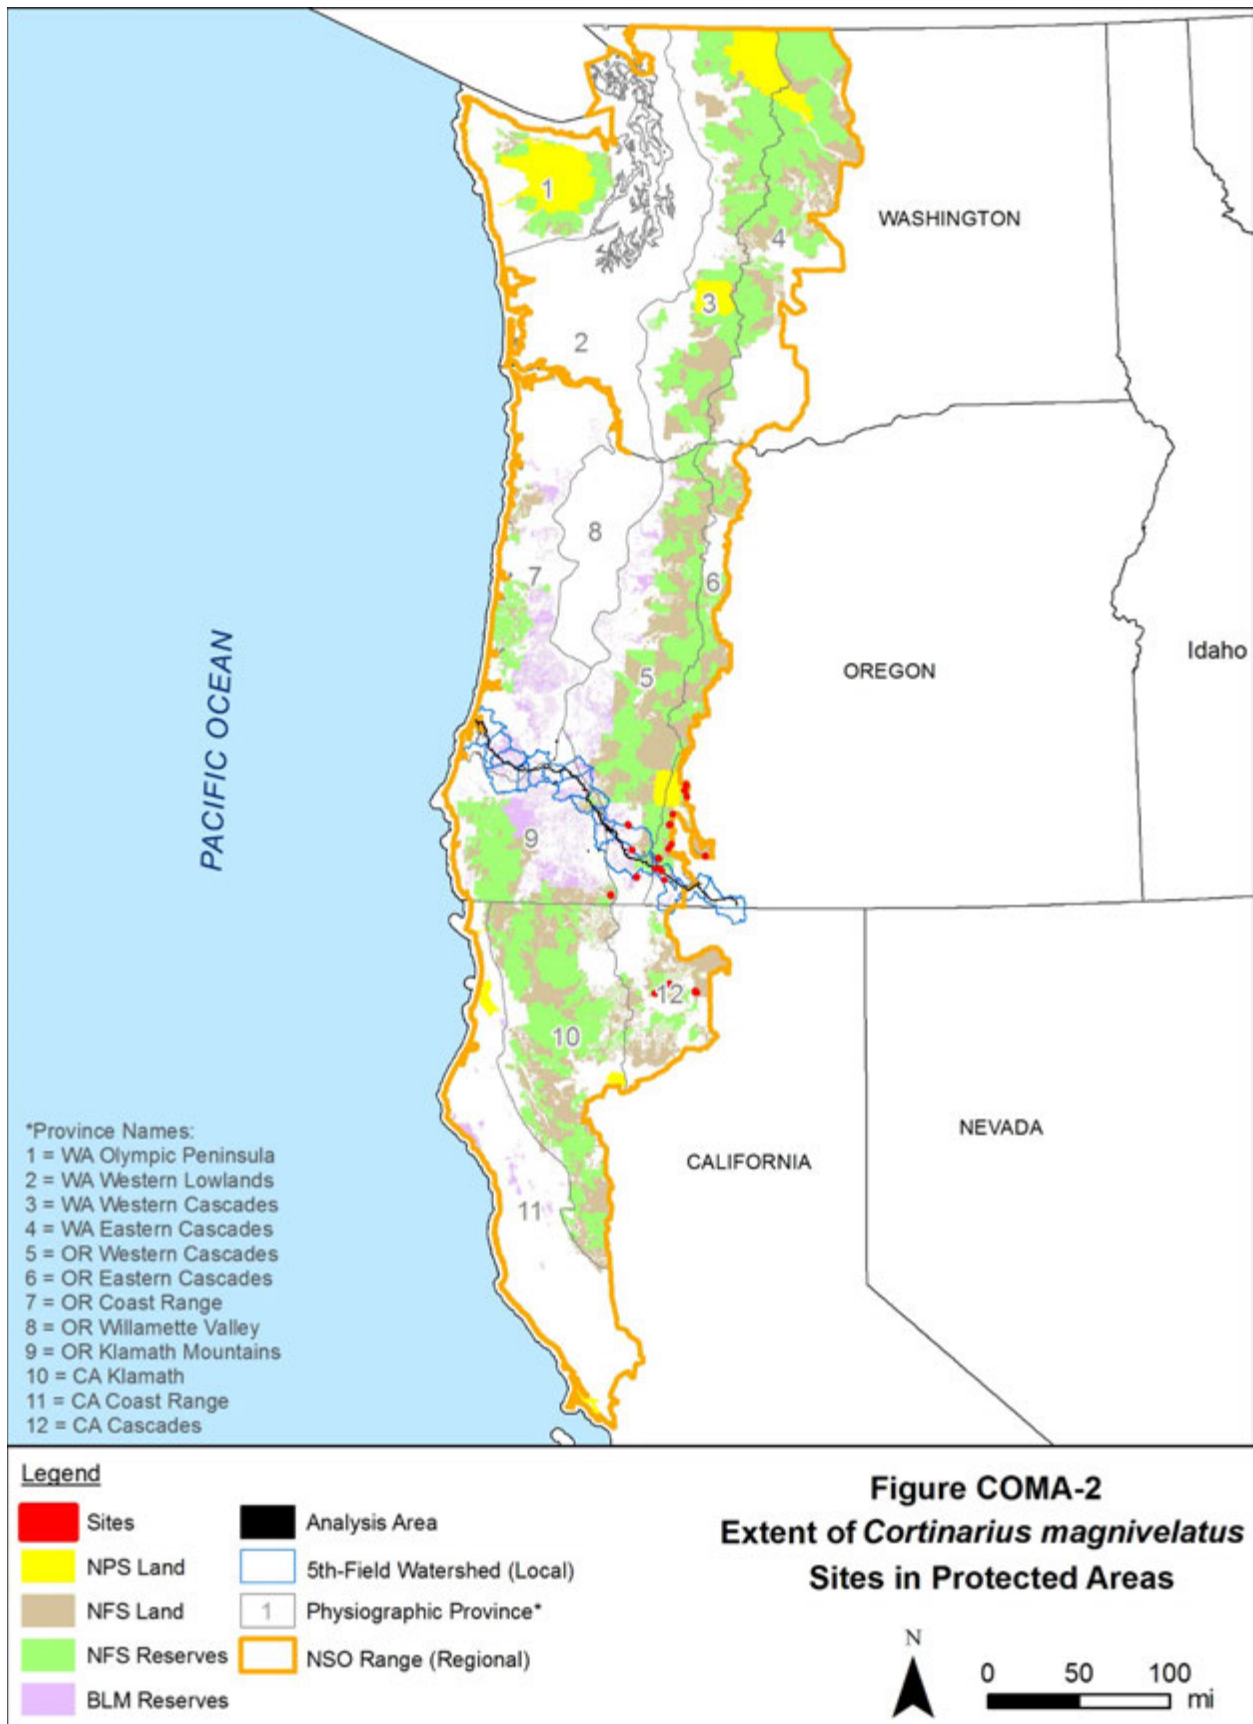 WASHINGTON
1
4
3
2
8
7
6
Idaho
OREGON
5
PACIFIC OCEAN
9
12
10
NEVADA
CALIFORNIA
11
*Province Names:
1 = WA Olympic Peninsula
2 = WA Western Lowlands
3 = WA Western Cascades
4 = WA Eastern Cascades
5 = OR Western Cascades
6 = OR Eastern Cascades
7 = OR Coast Range
8 = OR Willamette Valley
9 = OR Klamath Mountains
10 = CA Klamath
11 = CA Coast Range
12 = CA Cascades
Legend
Sites
NPS Land
NFS Land
NFS Reserves
BLM Reserves
Analysis Area
5th-Field Watershed (Local)
1 Physiographic Province*
NSO Range (Regional)
Figure COMA-2
Extent of Cortinarius magnivelatus
Sites in Protected Areas
N
0 50 100
mi